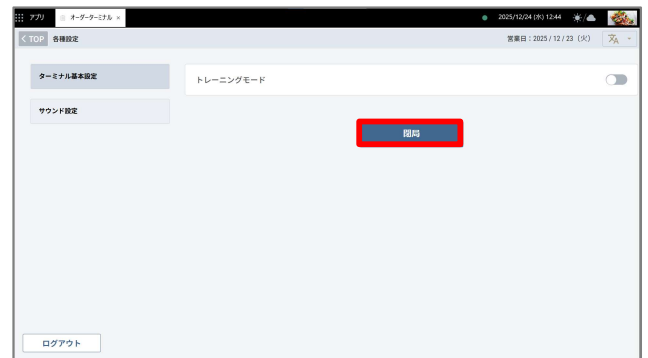 アプリ オーダーターミナル × 2025/12/24 (水) 12:44
< TOP 各種設定 営業日：2025 / 12 / 23（火）
ターミナル基本設定
トレーニングモード
サウンド設定
閉局
ログアウト